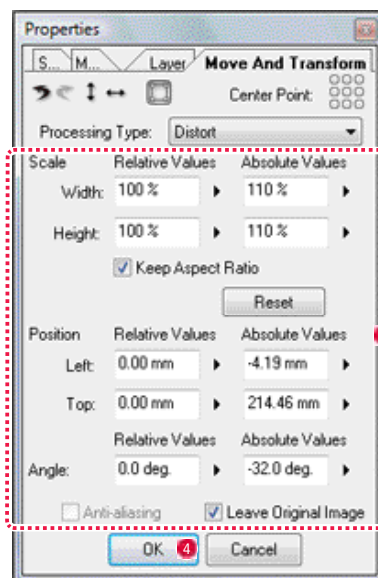 Properties
S... M... Layer Move And Transform
Center Point:
Processing Type: Distort
Scale Relative Values Absolute Values
Width: 100 % 110 %
Height: 100 % 110 %
Keep Aspect Ratio
Reset
Position Relative Values Absolute Values
Left: 0.00 mm -4.19 mm
Top: 0.00 mm 214.46 mm
Relative Values Absolute Values
Angle: 0.0 deg. -32.0 deg.
Anti-aliasing Leave Original Image
OK 4 Cancel